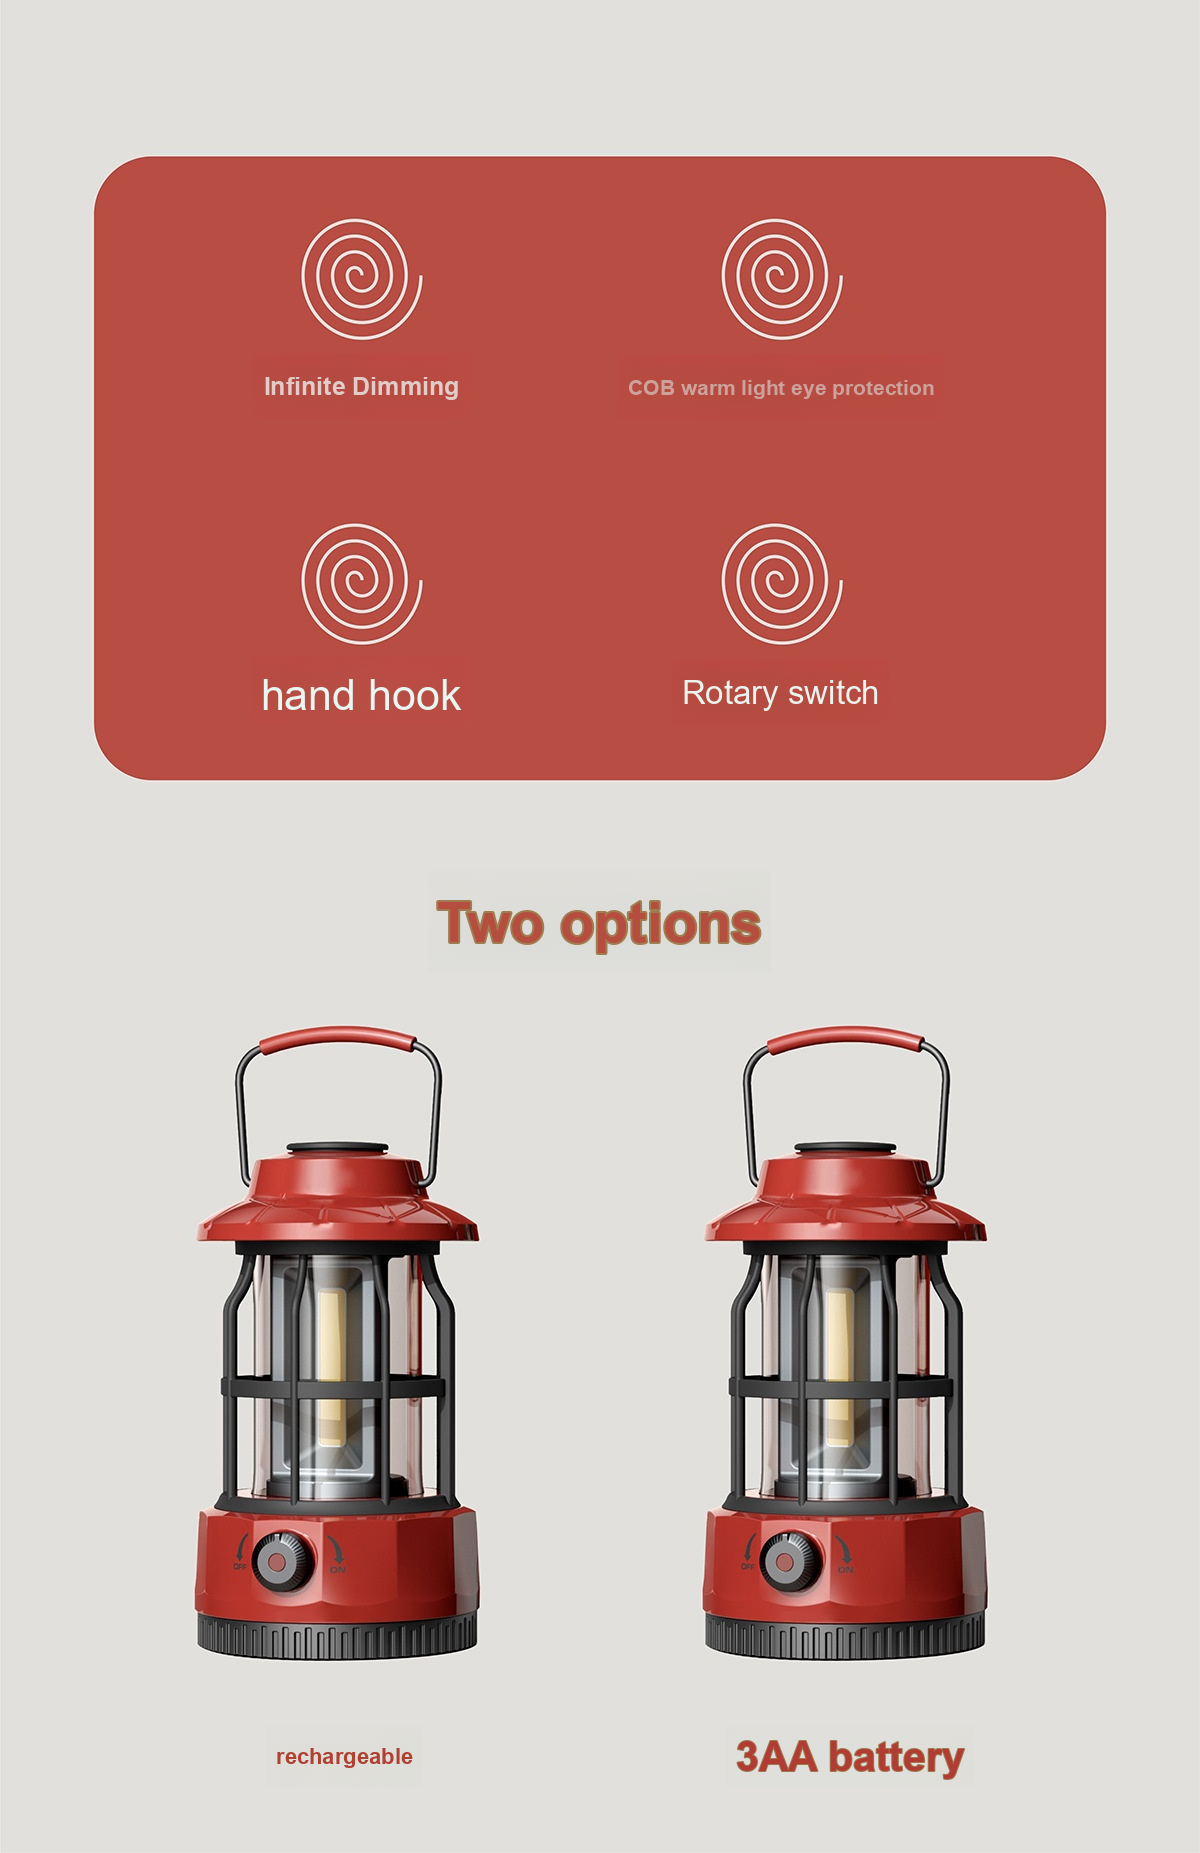 Infinite Dimming
COB warm light eye protection
hand hook
Rotary switch
Two options
OFF
ON
OFF
ON
rechargeable
3AA battery